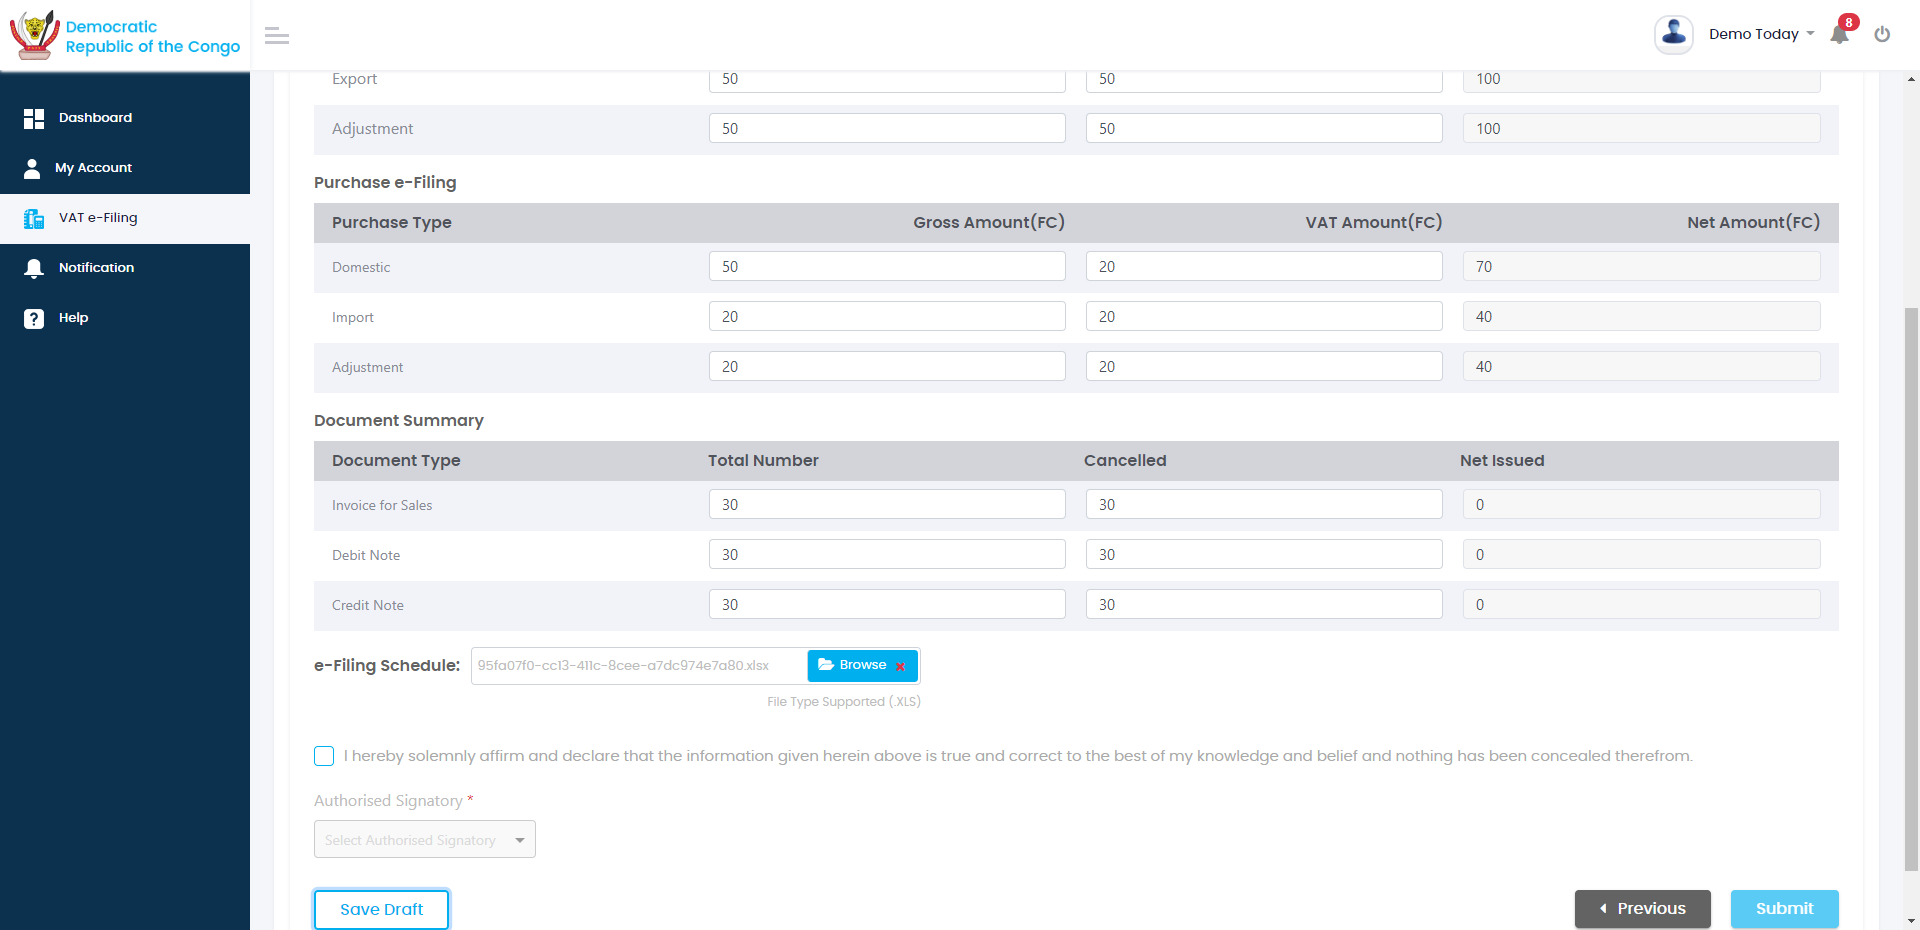 Democratic
Republic of the Congo
Demo Today
8
Dashboard
My Account
VAT e-Filing
Notification
Help
Export 50 50 100
Adjustment 50 50 100
Purchase e-Filing
Purchase Type Gross Amount(FC) VAT Amount(FC) Net Amount(FC)
Domestic 50 20 70
Import 20 20 40
Adjustment 20 20 40
Document Summary
Document Type Total Number Cancelled Net Issued
Invoice for Sales 30 30 0
Debit Note 30 30 0
Credit Note 30 30 0
e-Filing Schedule: 95fa07f0-cc13-411c-8cee-a7dc974e7a80.xlsx Browse
File Type Supported (.XLS)
I hereby solemnly affirm and declare that the information given herein above is true and correct to the best of my knowledge and belief and nothing has been concealed therefrom.
Authorised Signatory *
Select Authorised Signatory
Save Draft Previous Submit